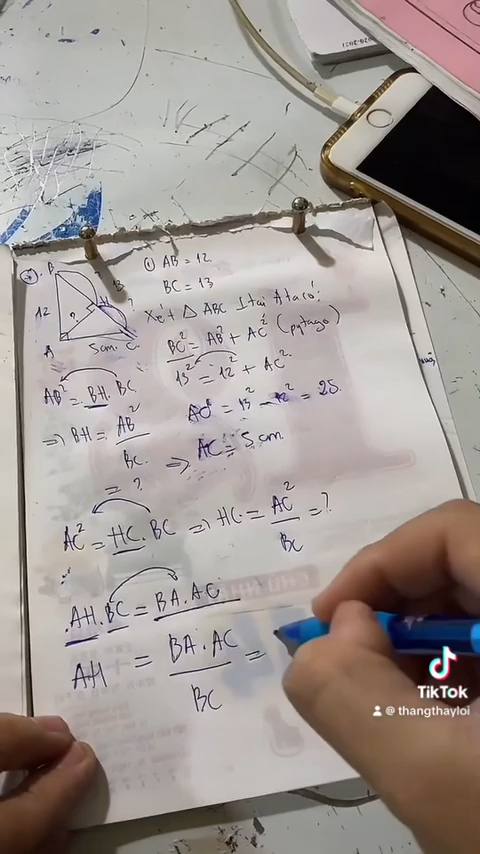 ① AB = 12
BC = 13
Xét △ ABC ⊥ tại A ta có:
BC² = AB² + AC² (pytago)
13² = 12² + AC²
AC² = 13² - 12² = 25
⇒ AC = 5 cm
B
12
H
?
A 5cm C
AB² = BH. BC
⇒ BH = AB²
BC
= ?
AC² = HC. BC ⇒ HC = AC² = ?
BC
AH. BC = BA. AC
AH = BA. AC =
BC
TikTok
@thangthayloi